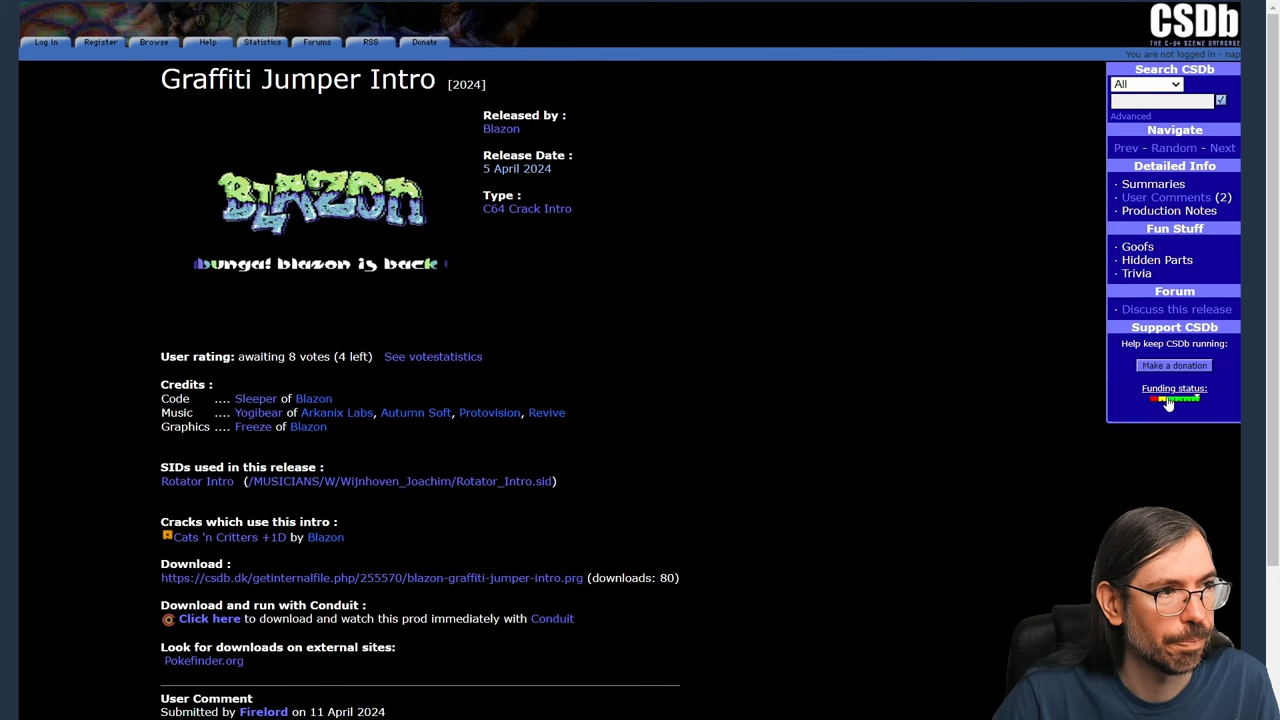 CSDb
THE C-64 SCENE DATABASE
Log In
Register
Browse
Help
Statistics
Forums
RSS
Donate
You are not logged in - nap
Graffiti Jumper Intro [2024]
Released by :
Blazon
Release Date :
5 April 2024
Type :
C64 Crack Intro
BLAZON
bunga! blazon is back
User rating: awaiting 8 votes (4 left) See votestatistics
Credits :
Code .... Sleeper of Blazon
Music .... Yogibear of Arkanix Labs, Autumn Soft, Protovision, Revive
Graphics .... Freeze of Blazon
SIDs used in this release :
Rotator Intro (/MUSICIANS/W/Wijnhoven_Joachim/Rotator_Intro.sid)
Cracks which use this intro :
Cats 'n Critters +1D by Blazon
Download :
https://csdb.dk/getinternalfile.php/255570/blazon-graffiti-jumper-intro.prg (downloads: 80)
Download and run with Conduit :
Click here to download and watch this prod immediately with Conduit
Look for downloads on external sites:
Pokefinder.org
User Comment
Submitted by Firelord on 11 April 2024
Search CSDb
All
Advanced
Navigate
Prev - Random - Next
Detailed Info
· Summaries
· User Comments (2)
· Production Notes
Fun Stuff
· Goofs
· Hidden Parts
· Trivia
Forum
· Discuss this release
Support CSDb
Help keep CSDb running:
Make a donation
Funding status: